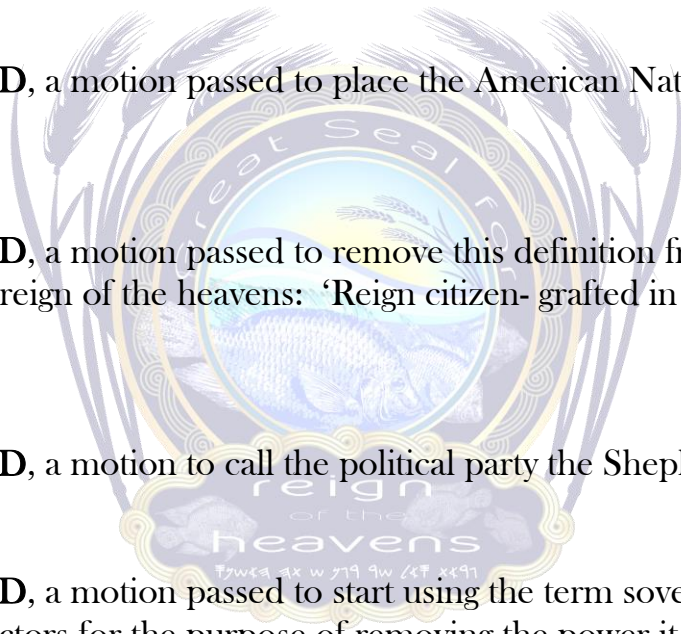 D, a motion passed to place the American Nat
Great Seal for
D, a motion passed to remove this definition fr
reign of the heavens: ‘Reign citizen- grafted in
D, a motion to call the political party the Sheph
reign
of the
heavens
D, a motion passed to start using the term sove
ctors for the purpose of removing the power it